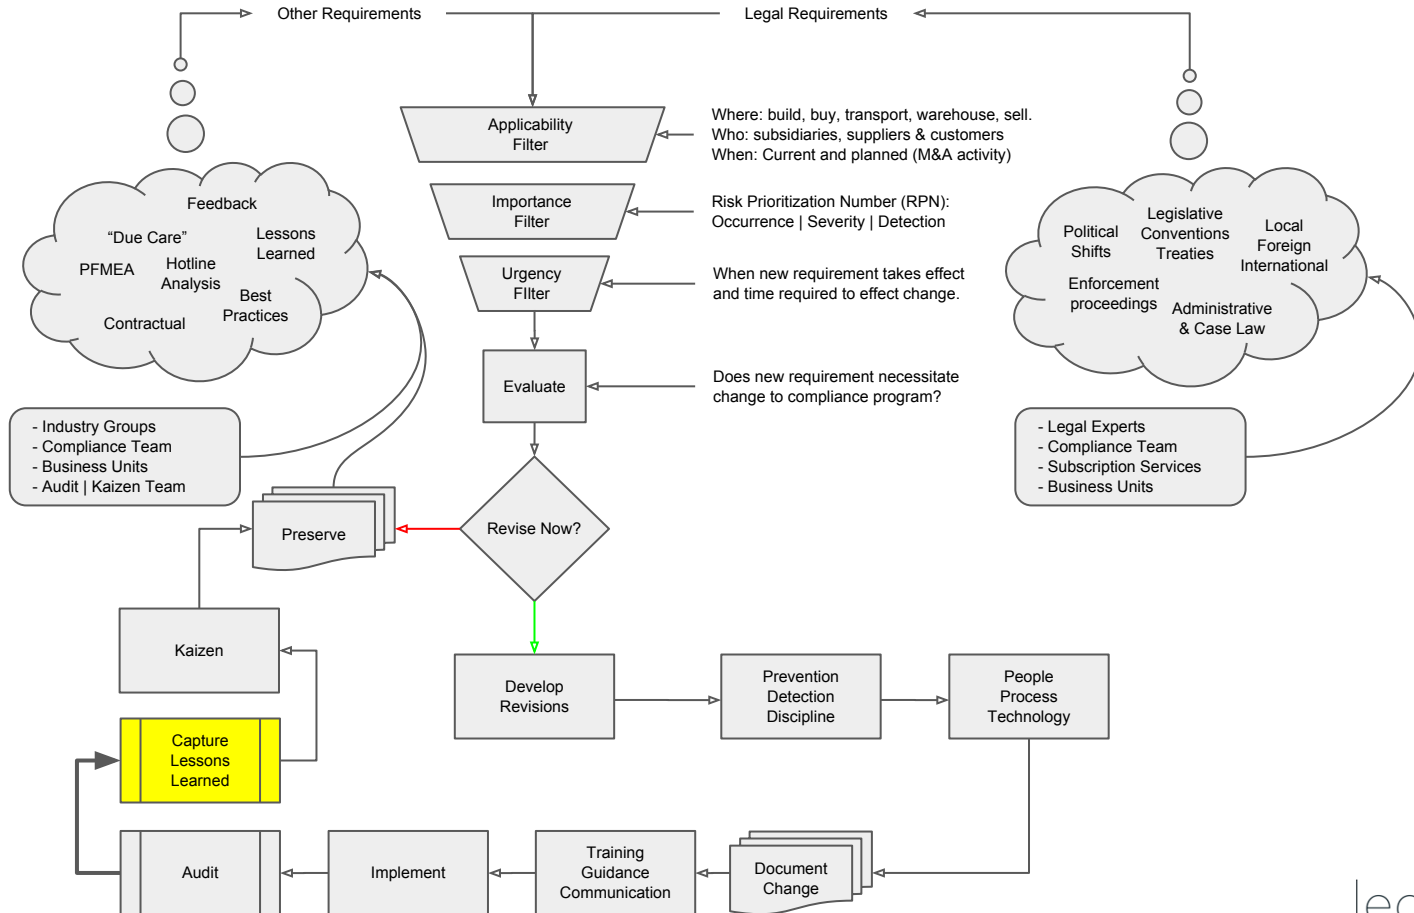 Other Requirements
Legal Requirements
Applicability
Filter
Where: build, buy, transport, warehouse, sell.
Who: subsidiaries, suppliers & customers
When: Current and planned (M&A activity)
Importance
Filter
Risk Prioritization Number (RPN):
Occurrence | Severity | Detection
Urgency
FIlter
When new requirement takes effect
and time required to effect change.
Evaluate
Does new requirement necessitate
change to compliance program?
Feedback
“Due Care”
Lessons
Learned
PFMEA
Hotline
Analysis
Best
Practices
Contractual
Political
Shifts
Legislative
Conventions
Treaties
Local
Foreign
International
Enforcement
proceedings
Administrative
& Case Law
- Industry Groups
- Compliance Team
- Business Units
- Audit | Kaizen Team
- Legal Experts
- Compliance Team
- Subscription Services
- Business Units
Preserve
Revise Now?
Kaizen
Develop
Revisions
Prevention
Detection
Discipline
People
Process
Technology
Capture
Lessons
Learned
Audit
Implement
Training
Guidance
Communication
Document
Change